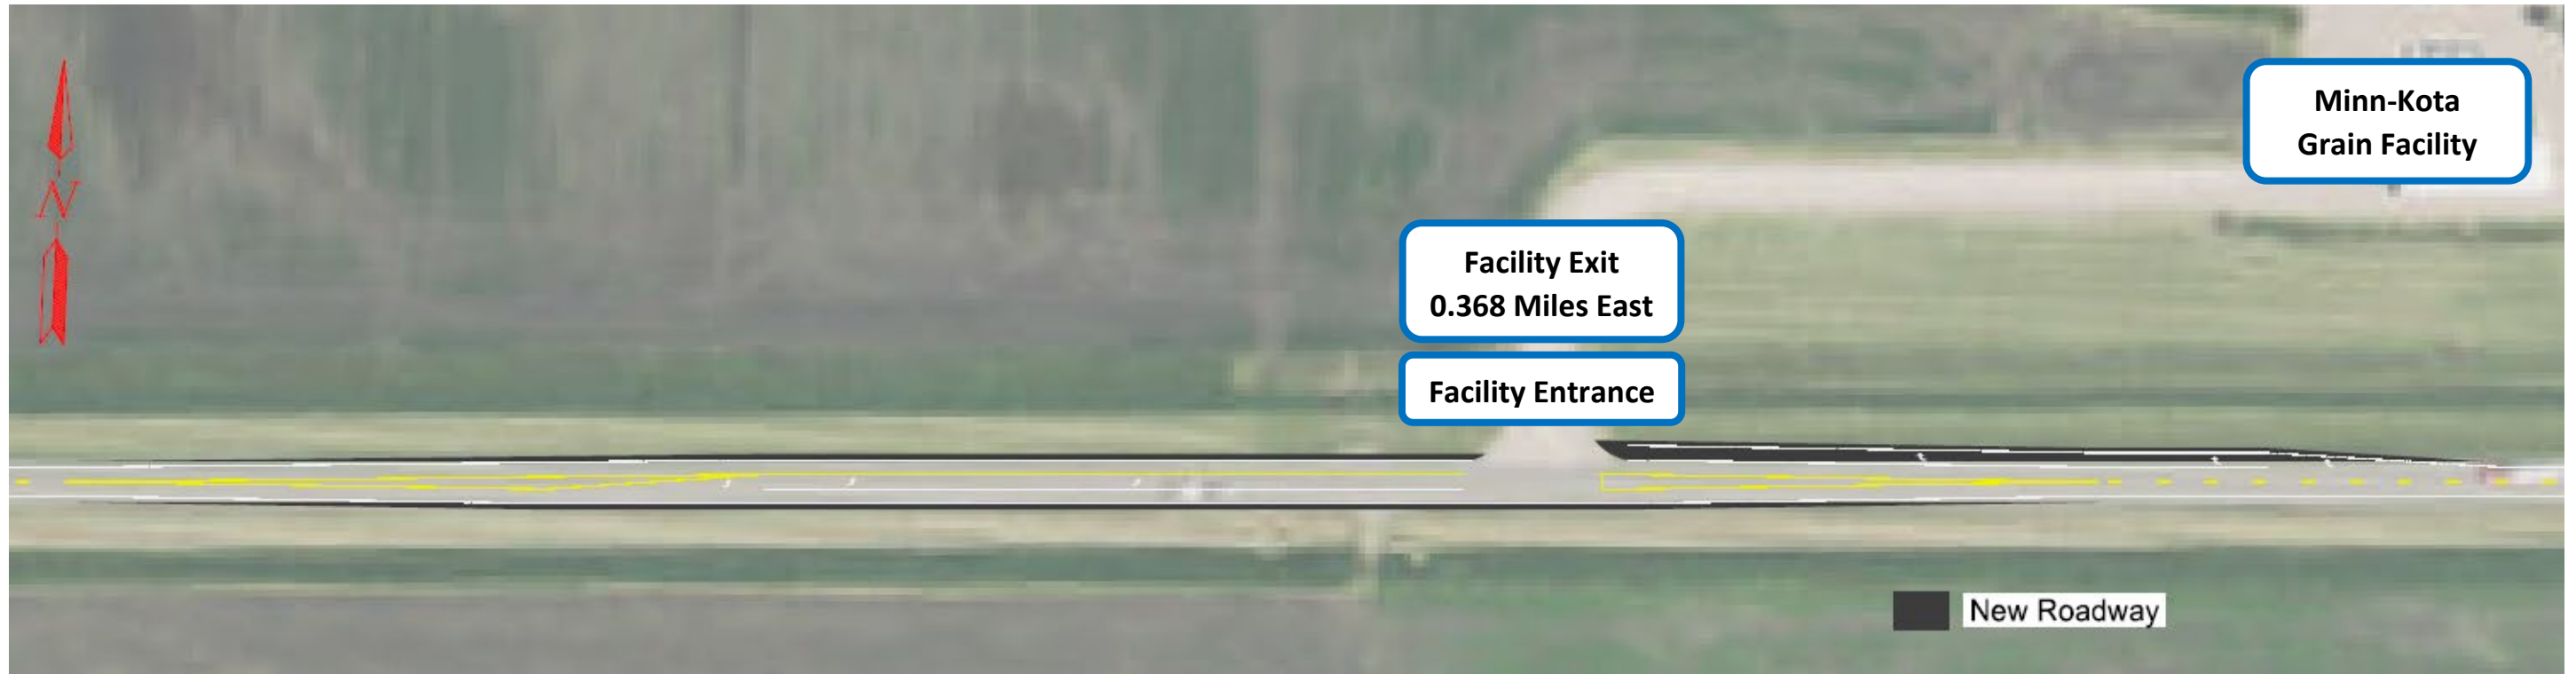 Minn-Kota
Grain Facility
N
Facility Exit
0.368 Miles East
Facility Entrance
New Roadway